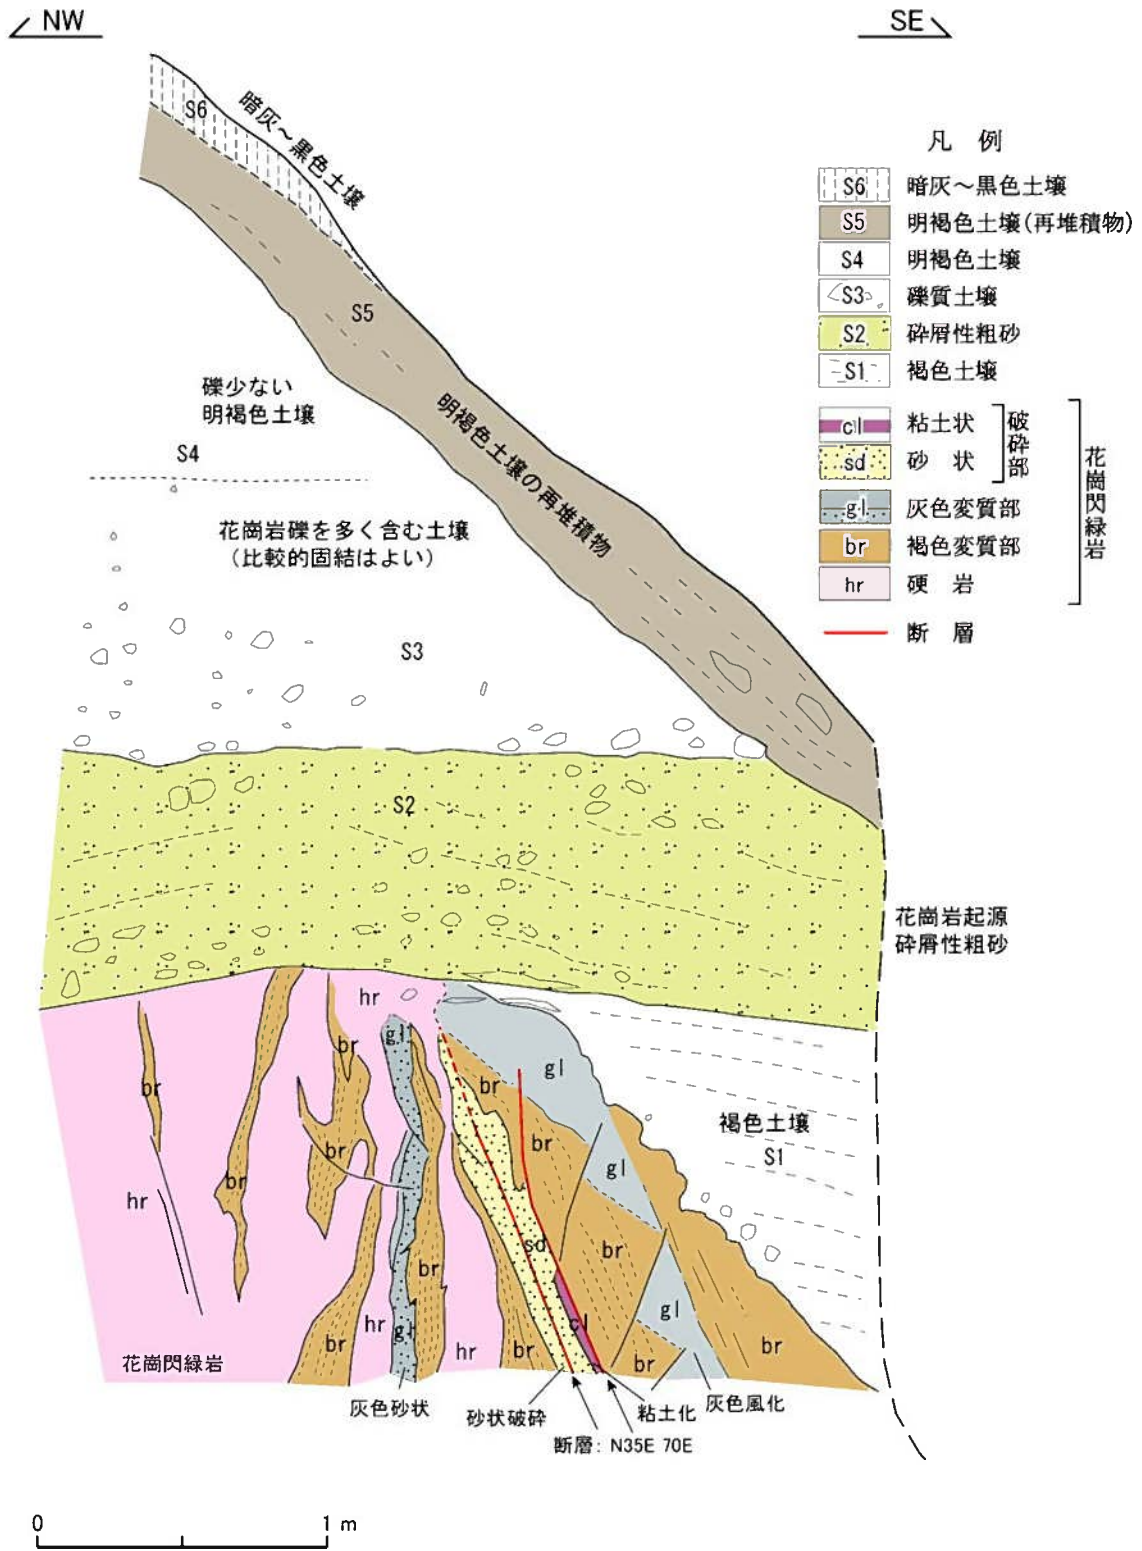 NW
SE
S6
暗灰～黒色土壌
S5
明褐色土壌の再堆積物
礫少ない
明褐色土壌
S4
花崗岩礫を多く含む土壌
（比較的固結はよい）
S3
S2
花崗岩起源
砕屑性粗砂
褐色土壌
S1
hr
gl
br
br
gl
br
br
br
gl
br
br
hr
sd
br
br
gl
cl
hr
gl
br
hr
br
br
br
花崗閃緑岩
灰色砂状
砂状破砕
粘土化
灰色風化
断層: N35E 70E
凡 例
S6 暗灰～黒色土壌
S5 明褐色土壌(再堆積物)
S4 明褐色土壌
S3 礫質土壌
S2 砕屑性粗砂
S1 褐色土壌
cl 粘土状
sd 砂 状
破砕部
gl 灰色変質部
br 褐色変質部
hr 硬 岩
花崗閃緑岩
断 層
0 1 m